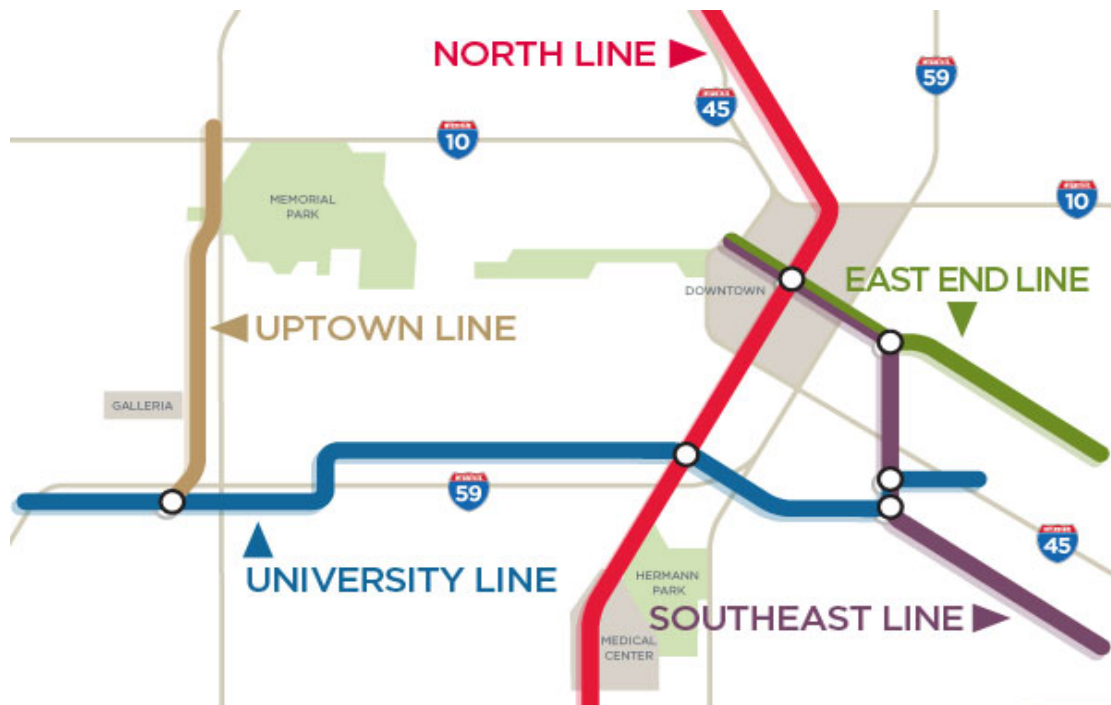 NORTH LINE
59
45
10
MEMORIAL
PARK
10
EAST END LINE
DOWNTOWN
UPTOWN LINE
GALLERIA
59
45
UNIVERSITY LINE
HERMANN
PARK
SOUTHEAST LINE
MEDICAL
CENTER